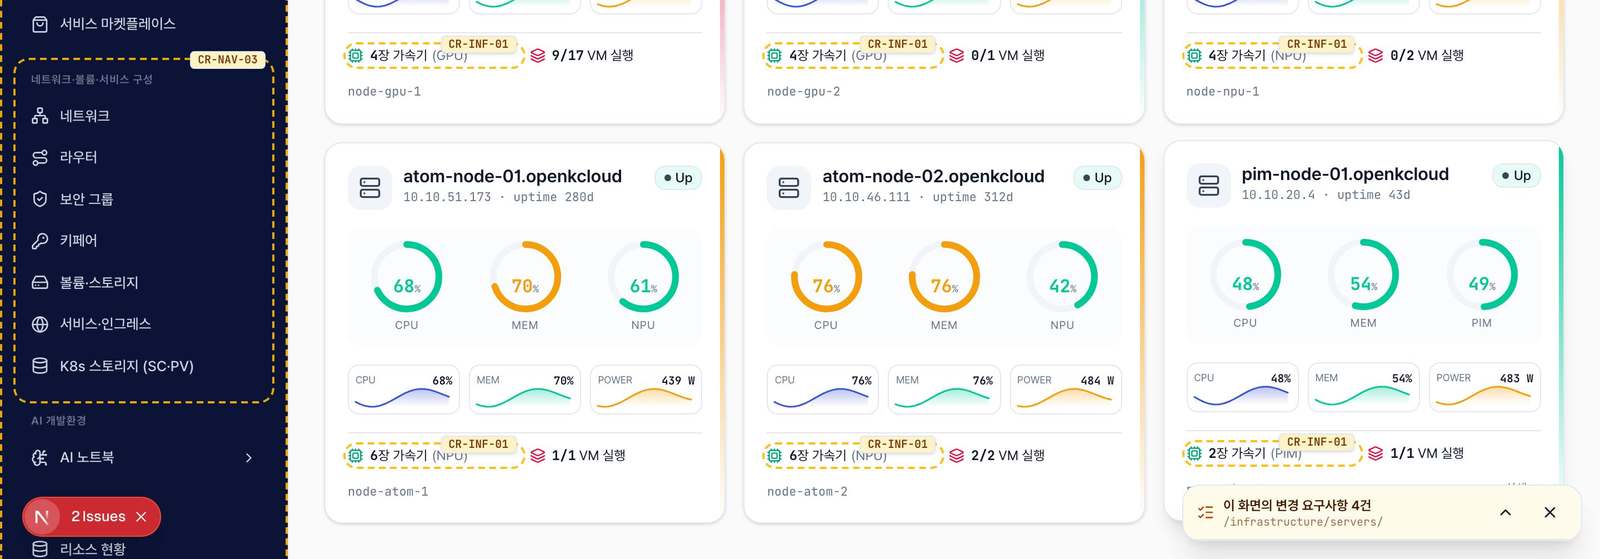 서비스 마켓플레이스
CR-NAV-03
네트워크·볼륨·서비스 구성
네트워크
라우터
보안 그룹
키페어
볼륨·스토리지
서비스·인그레스
K8s 스토리지 (SC·PV)
AI 개발환경
AI 노트북
N 2 Issues
리소스 현황
CR-INF-01
4장 가속기 (GPU) 9/17 VM 실행
node-gpu-1
CR-INF-01
4장 가속기 (GPU) 0/1 VM 실행
node-gpu-2
CR-INF-01
4장 가속기 (NPU) 0/2 VM 실행
node-npu-1
atom-node-01.openkcloud Up
10.10.51.173 · uptime 280d
68% 70% 61%
CPU MEM NPU
CPU 68% MEM 70% POWER 439 W
CR-INF-01
6장 가속기 (NPU) 1/1 VM 실행
node-atom-1
atom-node-02.openkcloud Up
10.10.46.111 · uptime 312d
76% 76% 42%
CPU MEM NPU
CPU 76% MEM 76% POWER 484 W
CR-INF-01
6장 가속기 (NPU) 2/2 VM 실행
node-atom-2
pim-node-01.openkcloud Up
10.10.20.4 · uptime 43d
48% 54% 49%
CPU MEM PIM
CPU 48% MEM 54% POWER 483 W
CR-INF-01
2장 가속기 (PIM) 1/1 VM 실행
이 화면의 변경 요구사항 4건
/infrastructure/servers/